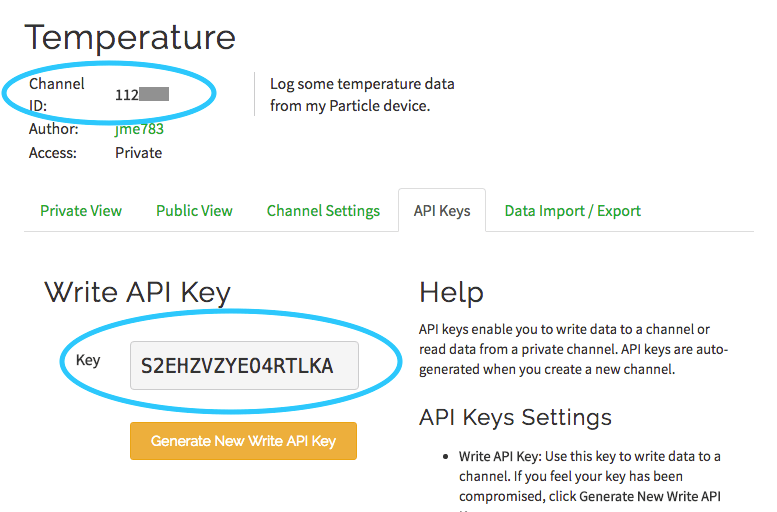 Temperature
Channel ID: 112
Author: jme783
Access: Private
Log some temperature data
from my Particle device.
Private View
Public View
Channel Settings
API Keys
Data Import / Export
Write API Key
Key
S2EHZVZYEO4RTLKA
Generate New Write API Key
Help
API keys enable you to write data to a channel or
read data from a private channel. API keys are auto-
generated when you create a new channel.
API Keys Settings
• Write API Key: Use this key to write data to a
channel. If you feel your key has been
compromised, click Generate New Write API